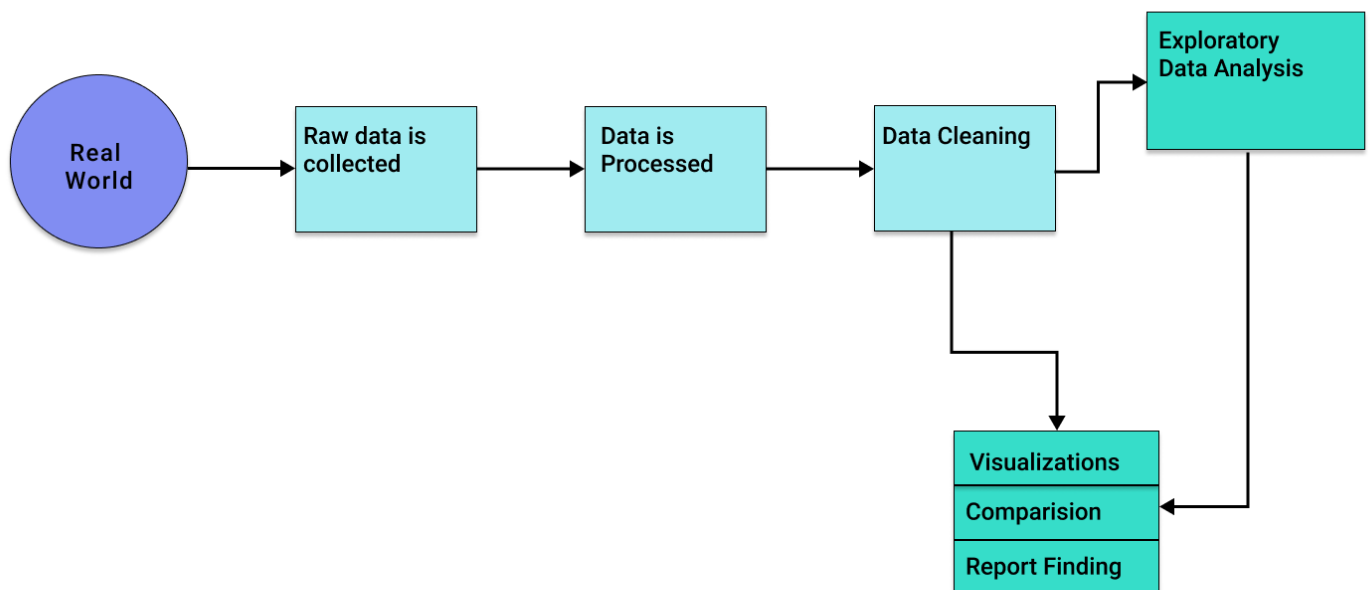 Real
World
Raw data is
collected
Data is
Processed
Data Cleaning
Exploratory
Data Analysis
Visualizations
Comparision
Report Finding